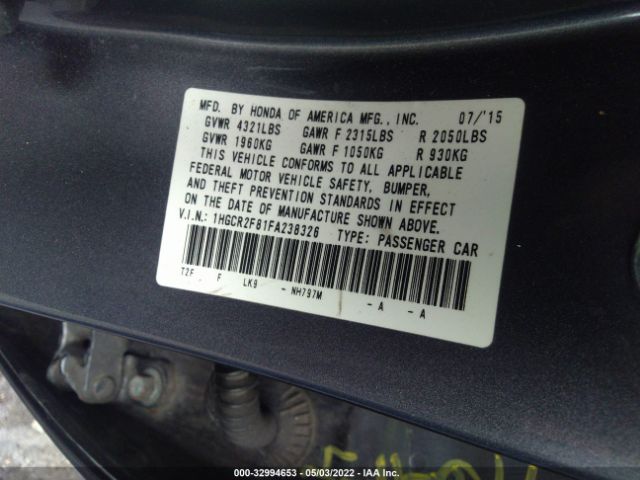 MFD. BY HONDA OF AMERICA MFG., INC. 07/'15
GVWR 4321LBS GAWR F 2315LBS R 2050LBS
GVWR 1960KG GAWR F 1050KG R 930KG
THIS VEHICLE CONFORMS TO ALL APPLICABLE
FEDERAL MOTOR VEHICLE SAFETY, BUMPER,
AND THEFT PREVENTION STANDARDS IN EFFECT
ON THE DATE OF MANUFACTURE SHOWN ABOVE.
V.I.N.: 1HGCR2F81FA238326 TYPE: PASSENGER CAR
T2F - F LK9 - NH797M - A - A
000-32994653 - 05/03/2022 - IAA Inc.